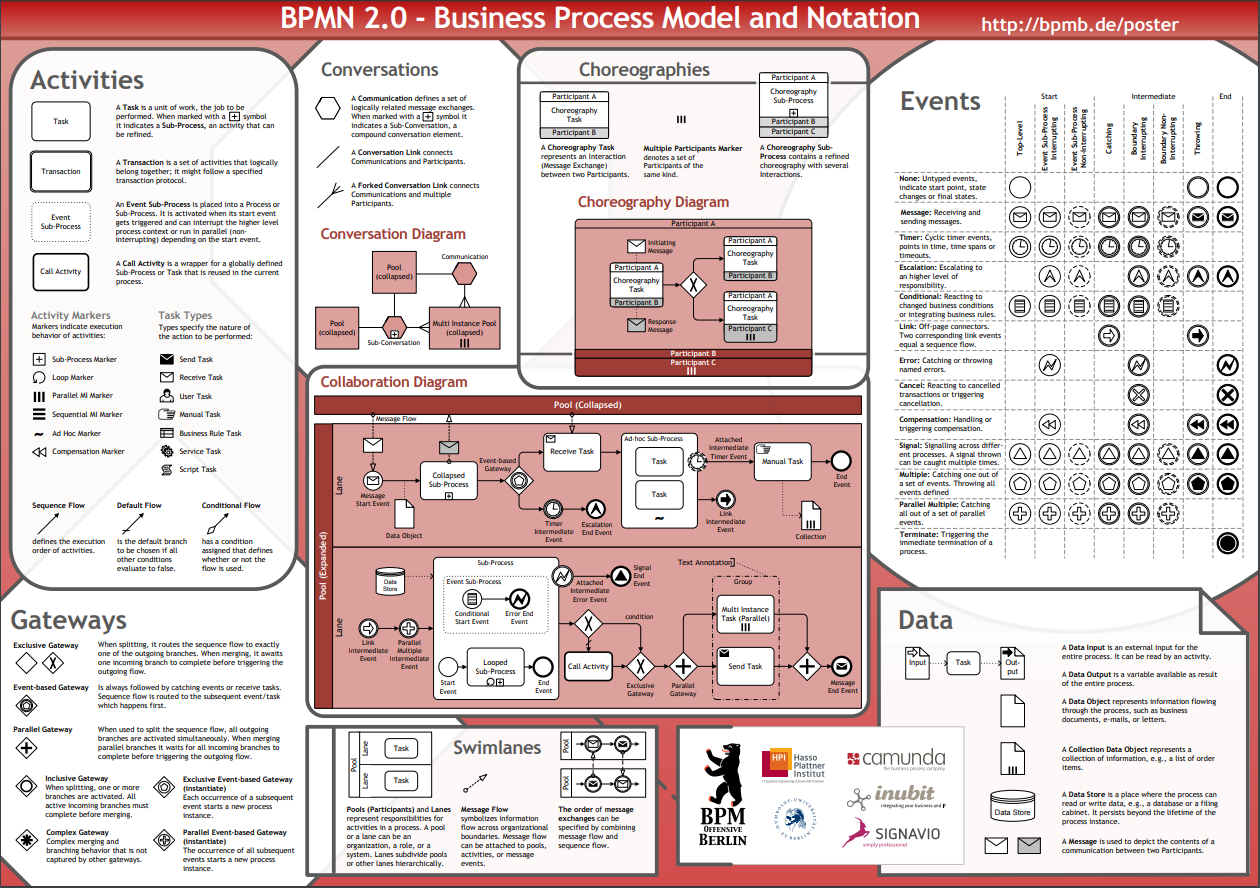 BPMN 2.0 - Business Process Model and Notation
http://bpmb.de/poster
Activities
Task
A Task is a unit of work, the job to be
performed. When marked with a + symbol
it indicates a Sub-Process, an activity that can
be refined.
Transaction
A Transaction is a set of activities that logically
belong together; it might follow a specified
transaction protocol.
Event
Sub-Process
An Event Sub-Process is placed into a Process or
Sub-Process. It is activated when its start event
gets triggered and can interrupt the higher level
process context or run in parallel (non-
interrupting) depending on the start event.
Call Activity
A Call Activity is a wrapper for a globally defined
Sub-Process or Task that is reused in the current
process.
Activity Markers
Markers indicate execution
behavior of activities:
Sub-Process Marker
Loop Marker
Parallel MI Marker
Sequential MI Marker
Ad Hoc Marker
Compensation Marker
Task Types
Types specify the nature of
the action to be performed:
Send Task
Receive Task
User Task
Manual Task
Business Rule Task
Service Task
Script Task
Sequence Flow
defines the execution
order of activities.
Default Flow
is the default branch
to be chosen if all
other conditions
evaluate to false.
Conditional Flow
has a condition
assigned that defines
whether or not the
flow is used.
Conversations
A Communication defines a set of
logically related message exchanges.
When marked with a + symbol it
indicates a Sub-Conversation, a
compound conversation element.
A Conversation Link connects
Communications and Participants.
A Forked Conversation Link connects
Communications and multiple
Participants.
Conversation Diagram
Pool
(collapsed)
Communication
Pool
(collapsed)
Sub-Conversation
Multi Instance Pool
(collapsed)
Choreographies
Participant A
Choreography
Task
Participant B
A Choreography Task
represents an Interaction
(Message Exchange)
between two Participants.
Multiple Participants Marker
denotes a set of
Participants of the
same kind.
Participant A
Choreography
Sub-Process
Participant B
Participant C
A Choreography Sub-
Process contains a refined
choreography with several
Interactions.
Choreography Diagram
Participant A
Initiating
Message
Participant A
Choreography
Task
Participant B
Response
Message
Participant A
Choreography
Task
Participant B
Participant A
Choreography
Task
Participant C
Participant B
Participant C
Events
Start
Intermediate
End
Top-Level
Event Sub-Process
Interrupting
Event Sub-Process
Non-Interrupting
Catching
Boundary
Interrupting
Boundary Non-
Interrupting
Throwing
None: Untyped events,
indicate start point, state
changes or final states.
Message: Receiving and
sending messages.
Timer: Cyclic timer events,
points in time, time spans or
timeouts.
Escalation: Escalating to
an higher level of
responsibility.
Conditional: Reacting to
changed business conditions
or integrating business rules.
Link: Off-page connectors.
Two corresponding link events
equal a sequence flow.
Error: Catching or throwing
named errors.
Cancel: Reacting to cancelled
transactions or triggering
cancellation.
Compensation: Handling or
triggering compensation.
Signal: Signalling across differ-
ent processes. A signal thrown
can be caught multiple times.
Multiple: Catching one out of
a set of events. Throwing all
events defined
Parallel Multiple: Catching
all out of a set of parallel
events.
Terminate: Triggering the
immediate termination of a
process.
Collaboration Diagram
Pool (Collapsed)
Message Flow
Pool (Expanded)
Lane
Message
Start Event
Data Object
Collapsed
Sub-Process
Event-based
Gateway
Receive Task
Timer
Intermediate
Event
Escalation
End Event
Ad-hoc Sub-Process
Task
Task
Attached
Intermediate
Timer Event
Link
Intermediate
Event
Manual Task
End
Event
Collection
Lane
Data
Store
Link
Intermediate
Event
Parallel
Multiple
Intermediate
Event
Sub-Process
Event Sub-Process
Conditional
Start Event
Error End
Event
Start
Event
Looped
Sub-Process
End
Event
Attached
Intermediate
Error Event
Signal
End
Event
Call Activity
condition
Exclusive
Gateway
Parallel
Gateway
Text Annotation
Group
Multi Instance
Task (Parallel)
Send Task
Message
End Event
Gateways
Exclusive Gateway
When splitting, it routes the sequence flow to exactly
one of the outgoing branches. When merging, it awaits
one incoming branch to complete before triggering the
outgoing flow.
Event-based Gateway
Is always followed by catching events or receive tasks.
Sequence flow is routed to the subsequent event/task
which happens first.
Parallel Gateway
When used to split the sequence flow, all outgoing
branches are activated simultaneously. When merging
parallel branches it waits for all incoming branches to
complete before triggering the outgoing flow.
Inclusive Gateway
When splitting, one or more
branches are activated. All
active incoming branches must
complete before merging.
Exclusive Event-based Gateway
(Instantiate)
Each occurrence of a subsequent
event starts a new process
instance.
Complex Gateway
Complex merging and
branching behavior that is not
captured by other gateways.
Parallel Event-based Gateway
(Instantiate)
The occurrence of all subsequent
events starts a new process
instance.
Swimlanes
Pool
Lane
Task
Lane
Task
Pools (Participants) and Lanes
represent responsibilities for
activities in a process. A pool
or a lane can be an
organization, a role, or a
system. Lanes subdivide pools
or other lanes hierarchically.
Message Flow
symbolizes information
flow across organizational
boundaries. Message flow
can be attached to pools,
activities, or message
events.
Pool
Pool
The order of message
exchanges can be
specified by combining
message flow and
sequence flow.
BPM
OFFENSIVE
BERLIN
HPI
Hasso
Plattner
Institut
camunda
the business process company
inubit
integrating your business and IT
SIGNAVIO
simply professional
Data
Input
Task
Out-
put
A Data Input is an external input for the
entire process. It can be read by an activity.
A Data Output is a variable available as result
of the entire process.
A Data Object represents information flowing
through the process, such as business
documents, e-mails, or letters.
A Collection Data Object represents a
collection of information, e.g., a list of order
items.
Data Store
A Data Store is a place where the process can
read or write data, e.g., a database or a filing
cabinet. It persists beyond the lifetime of the
process instance.
A Message is used to depict the contents of a
communication between two Participants.